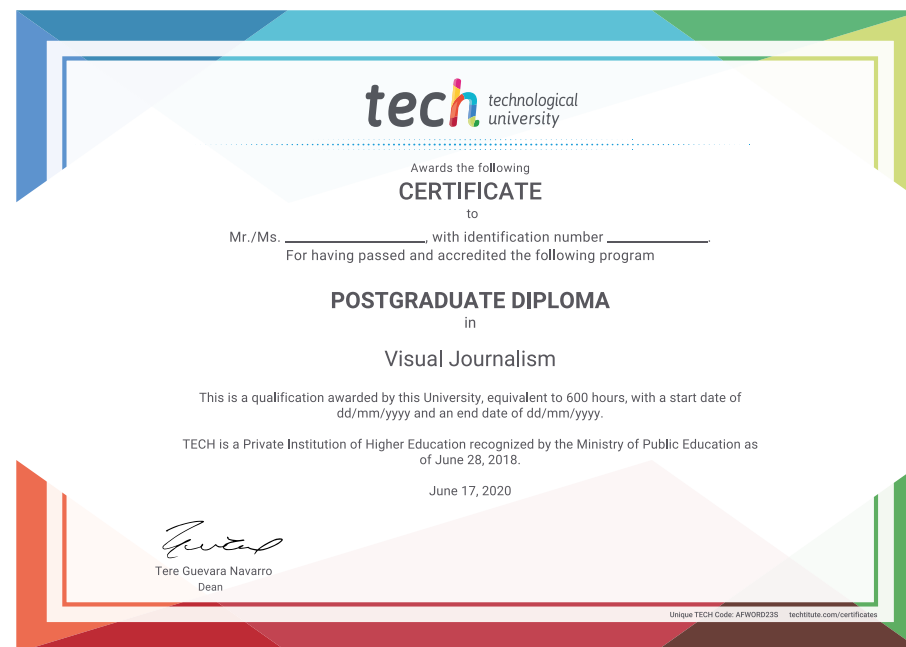 tech technological
university
Awards the following
CERTIFICATE
to
Mr./Ms. ____________________, with identification number ______________.
For having passed and accredited the following program
POSTGRADUATE DIPLOMA
in
Visual Journalism
This is a qualification awarded by this University, equivalent to 600 hours, with a start date of
dd/mm/yyyy and an end date of dd/mm/yyyy.
TECH is a Private Institution of Higher Education recognized by the Ministry of Public Education as
of June 28, 2018.
June 17, 2020
Tere Guevara Navarro
Dean
Unique TECH Code: AFWORD23S techtitute.com/certificates